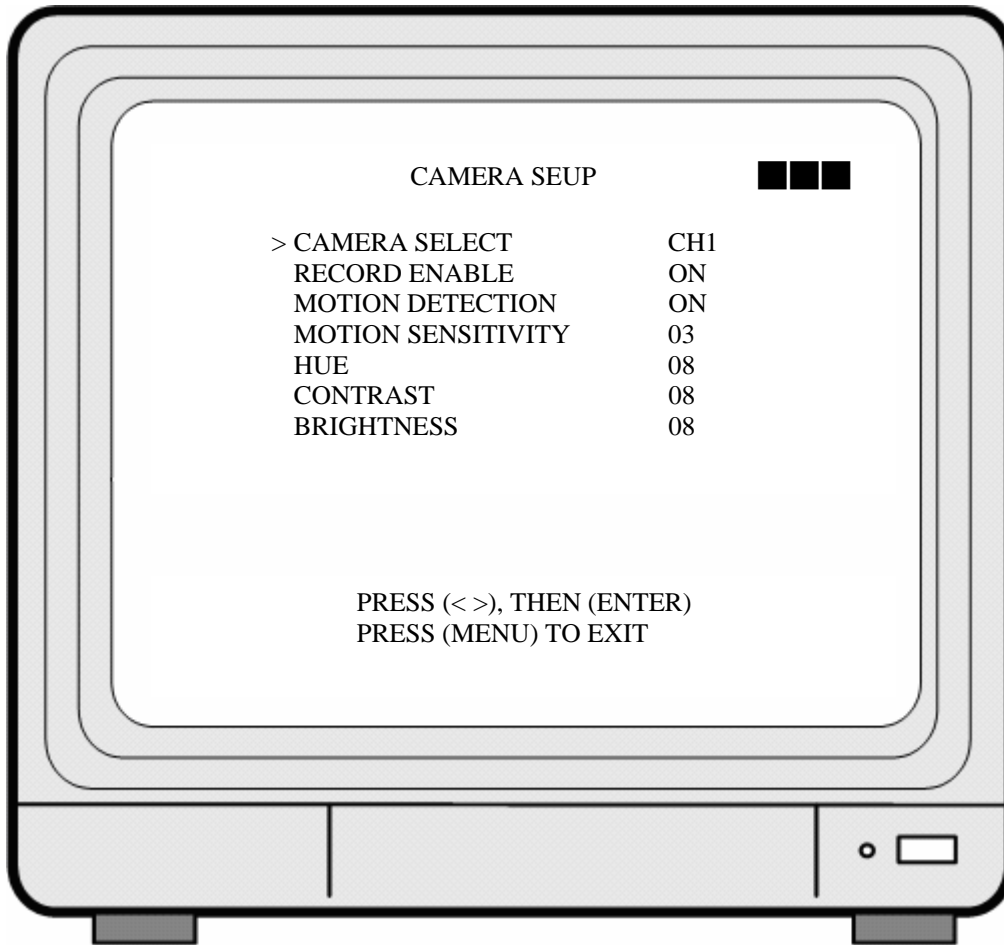 CAMERA SEUP
> CAMERA SELECT CH1
RECORD ENABLE ON
MOTION DETECTION ON
MOTION SENSITIVITY 03
HUE 08
CONTRAST 08
BRIGHTNESS 08
PRESS (< >), THEN (ENTER)
PRESS (MENU) TO EXIT